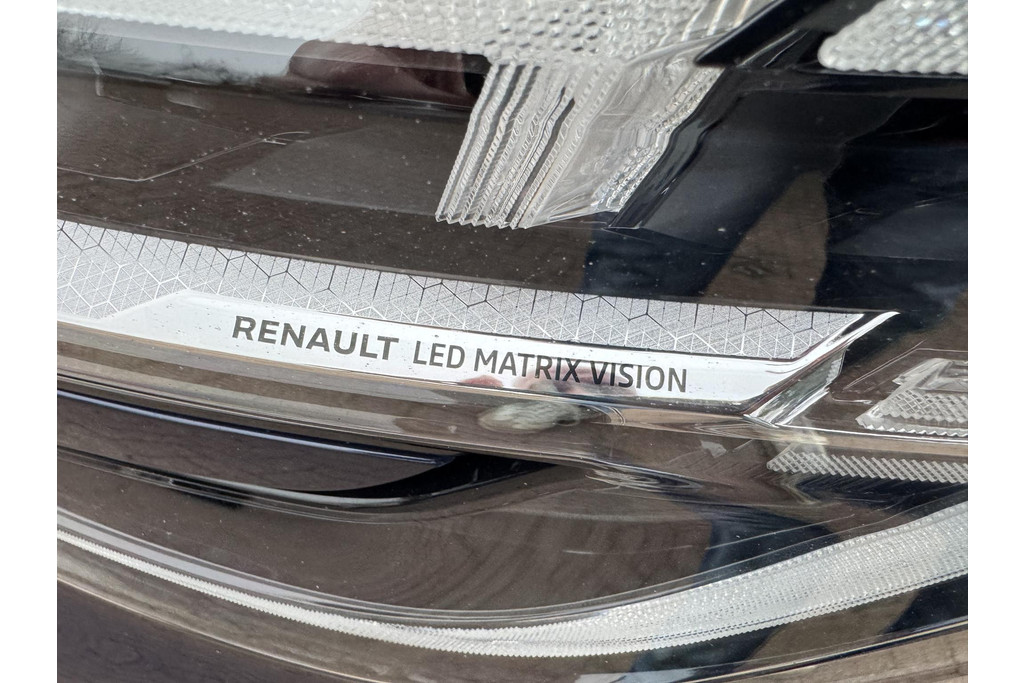 RENAULT LED MATRIX VISION